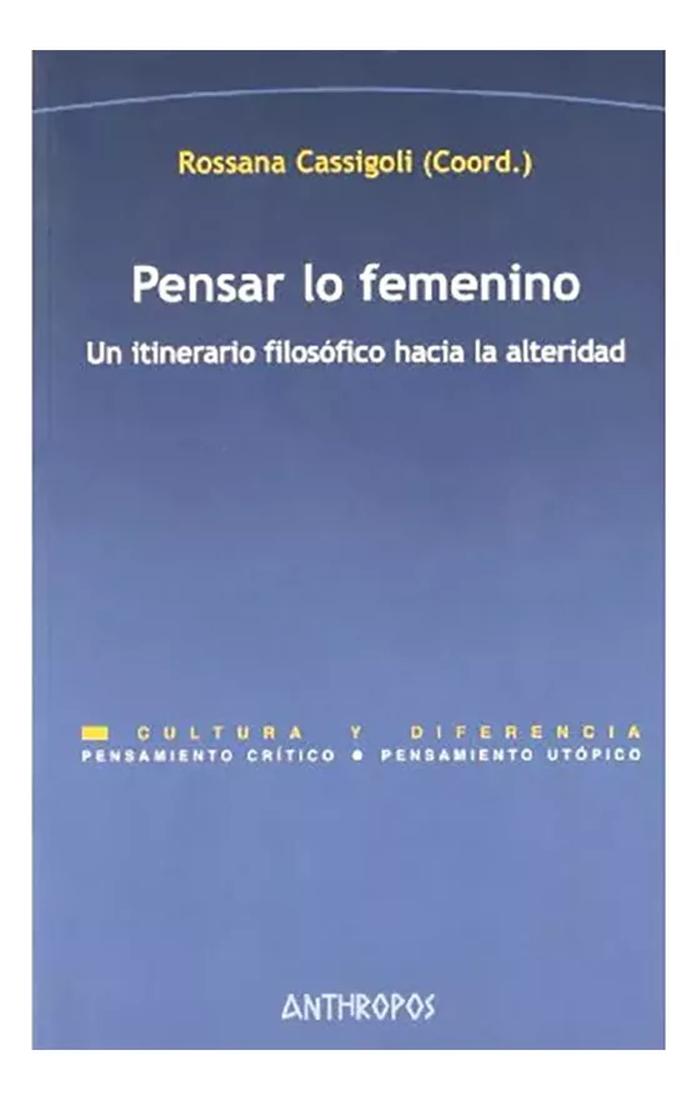 Rossana Cassigoli (Coord.)
Pensar lo femenino
Un itinerario filosófico hacia la alteridad
CULTURA Y DIFERENCIA
PENSAMIENTO CRÍTICO ● PENSAMIENTO UTÓPICO
ANTHROPOS